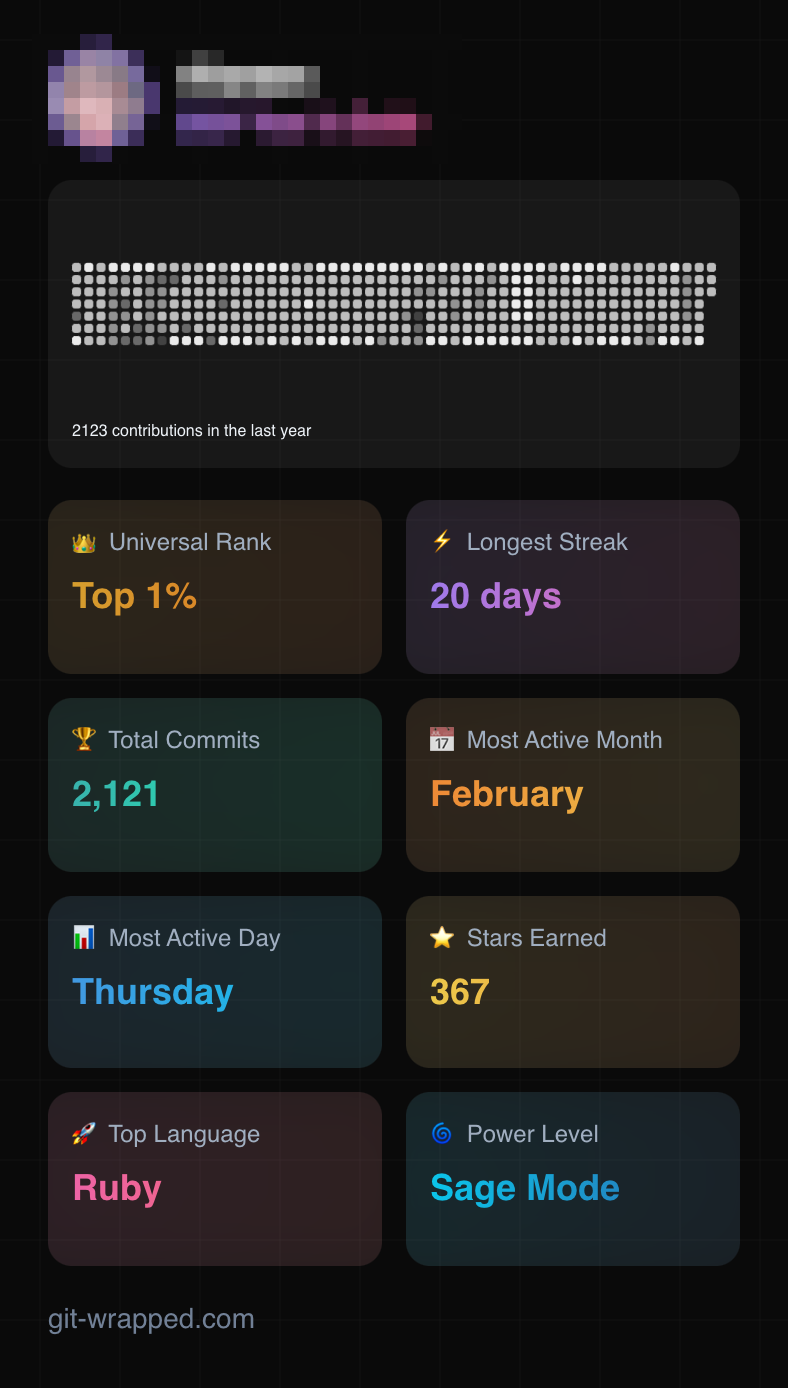 2123 contributions in the last year
Universal Rank
Top 1%
Longest Streak
20 days
Total Commits
2,121
Most Active Month
17
February
Most Active Day
Thursday
Stars Earned
367
Top Language
Ruby
Power Level
Sage Mode
git-wrapped.com